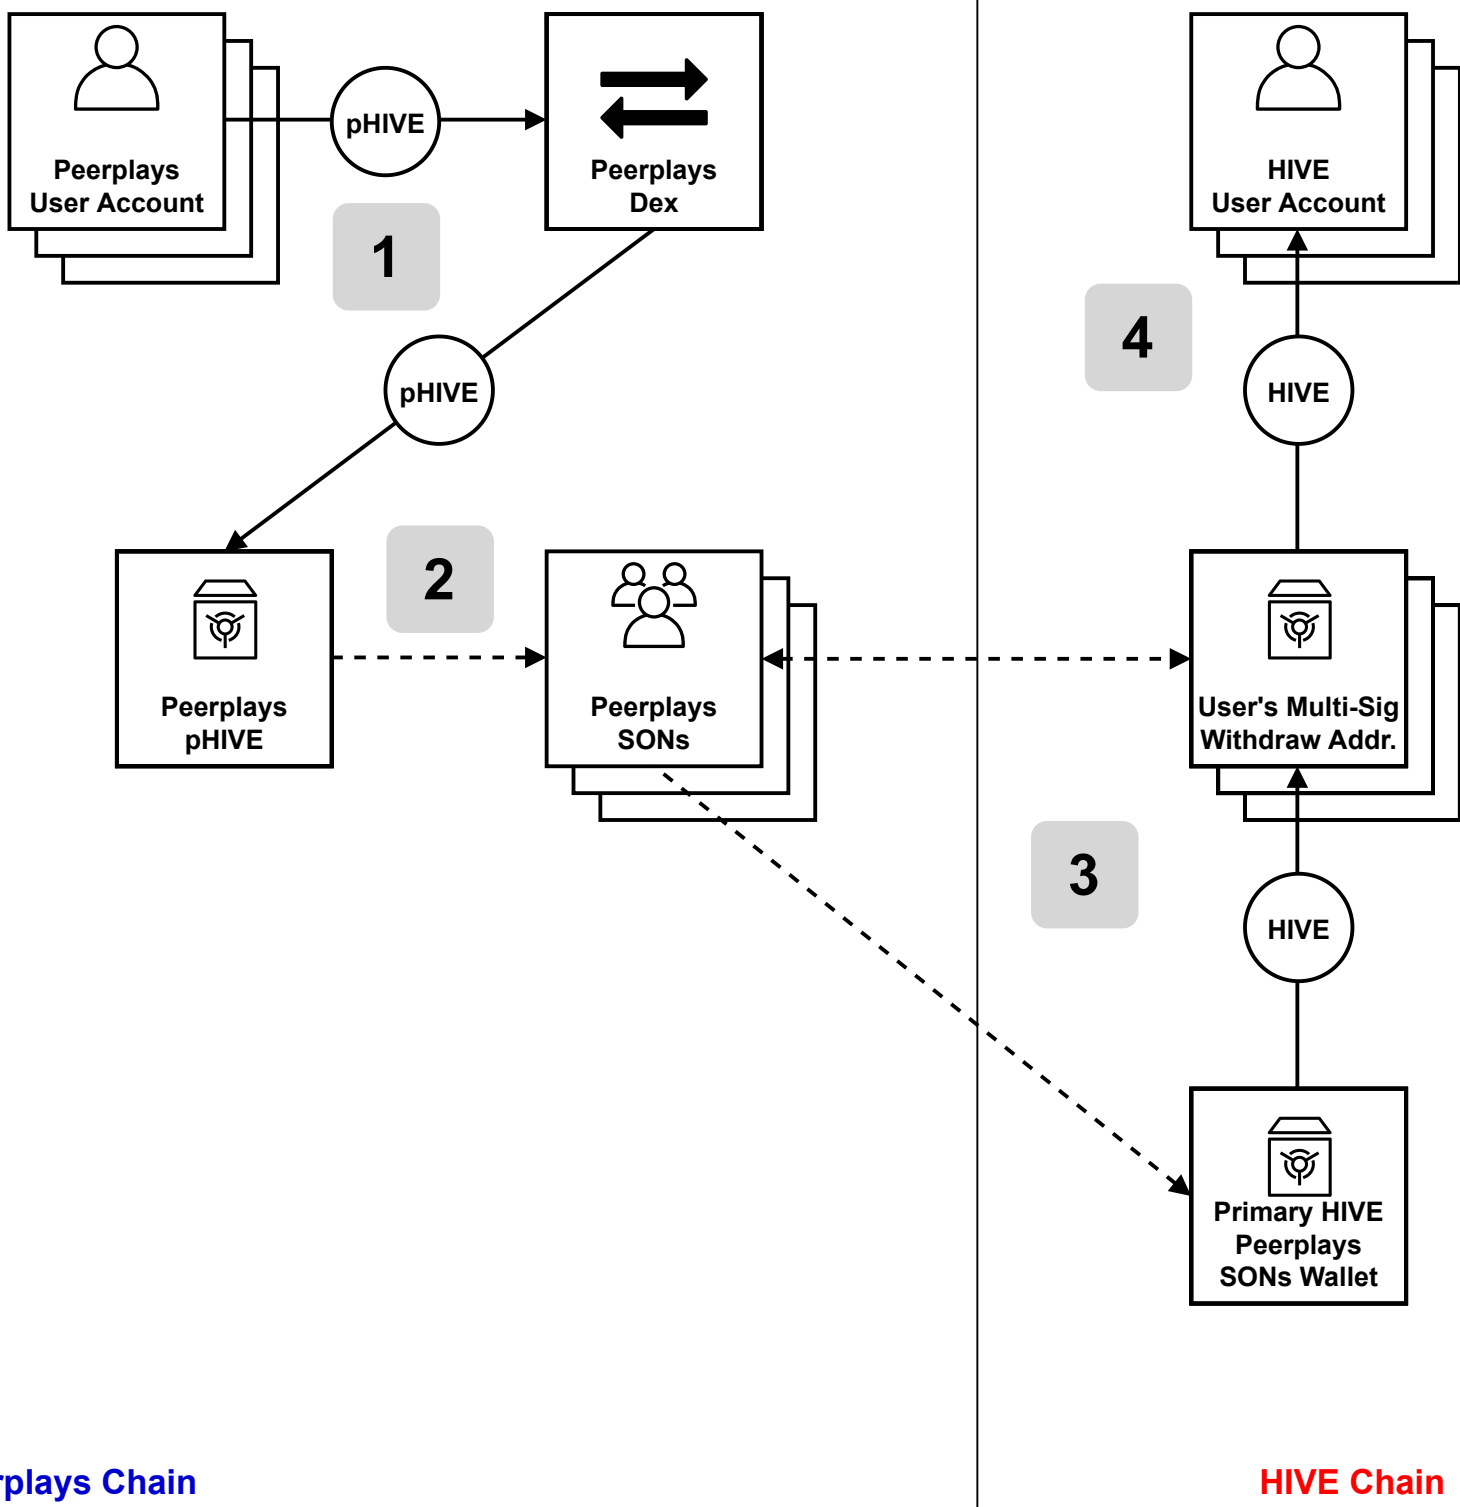 pHIVE
Peerplays
User Account
Peerplays
Dex
1
pHIVE
2
Peerplays
pHIVE
Peerplays
SONs
HIVE
User Account
4
HIVE
User's Multi-Sig
Withdraw Addr.
3
HIVE
Primary HIVE
Peerplays
SONs Wallet
rplays Chain
HIVE Chain